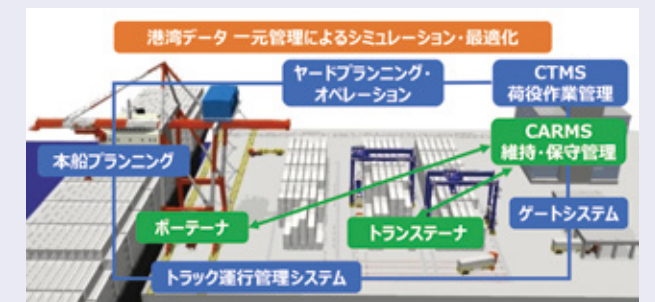 港湾データ 一元管理によるシミュレーション・最適化
ヤードプランニング・
オペレーション
CTMS
荷役作業管理
CARMS
維持・保守管理
本船プランニング
ポーテーナ
トランステーナ
ゲートシステム
トラック運行管理システム